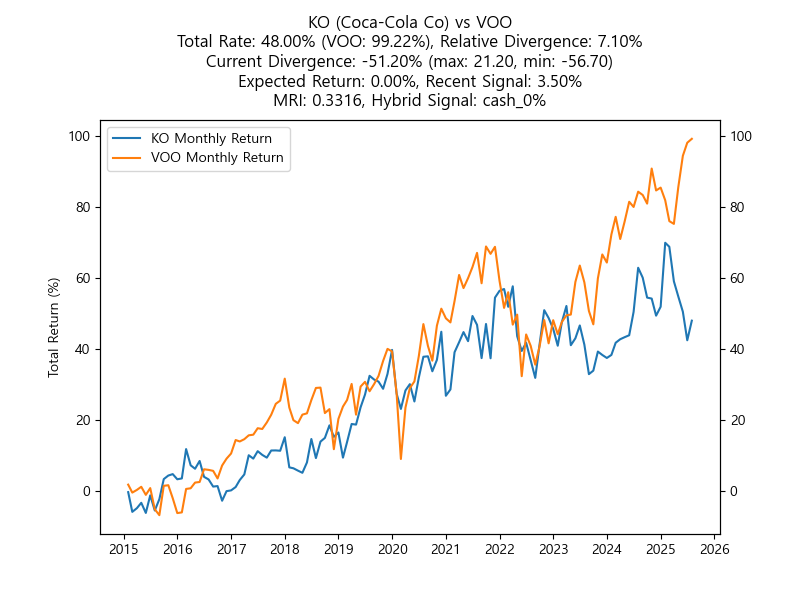 KO (Coca-Cola Co) vs VOO
Total Rate: 48.00% (VOO: 99.22%), Relative Divergence: 7.10%
Current Divergence: -51.20% (max: 21.20, min: -56.70)
Expected Return: 0.00%, Recent Signal: 3.50%
MRI: 0.3316, Hybrid Signal: cash_0%
KO Monthly Return
VOO Monthly Return
Total Return (%)
100
80
60
40
20
0
100
80
60
40
20
0
2015 2016 2017 2018 2019 2020 2021 2022 2023 2024 2025 2026